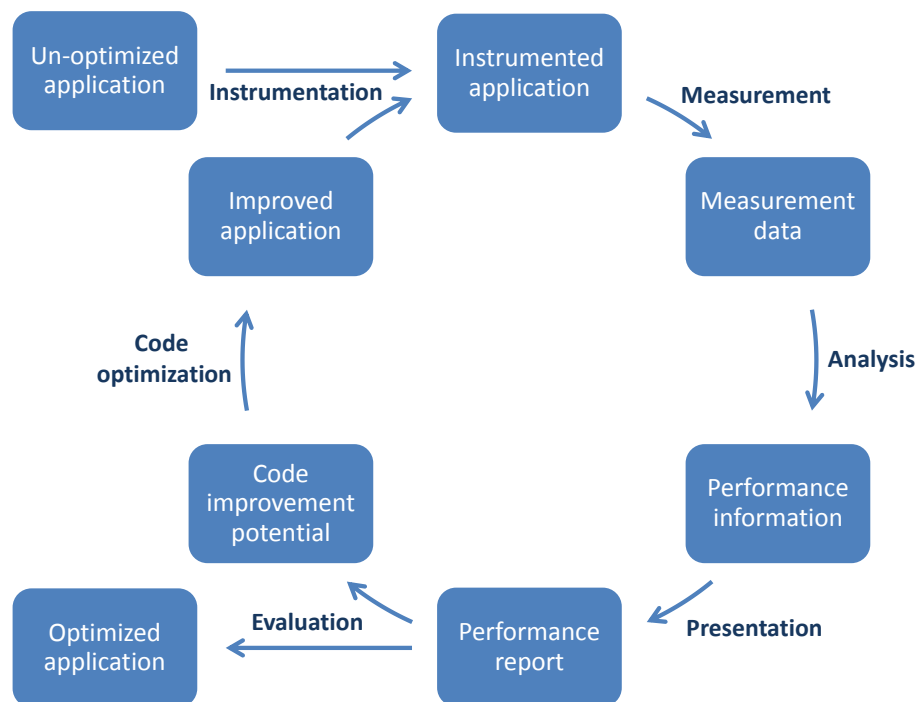 Un-optimized
application
Instrumentation
Instrumented
application
Measurement
Improved
application
Measurement
data
Code
optimization
Analysis
Code
improvement
potential
Performance
information
Optimized
application
Evaluation
Performance
report
Presentation